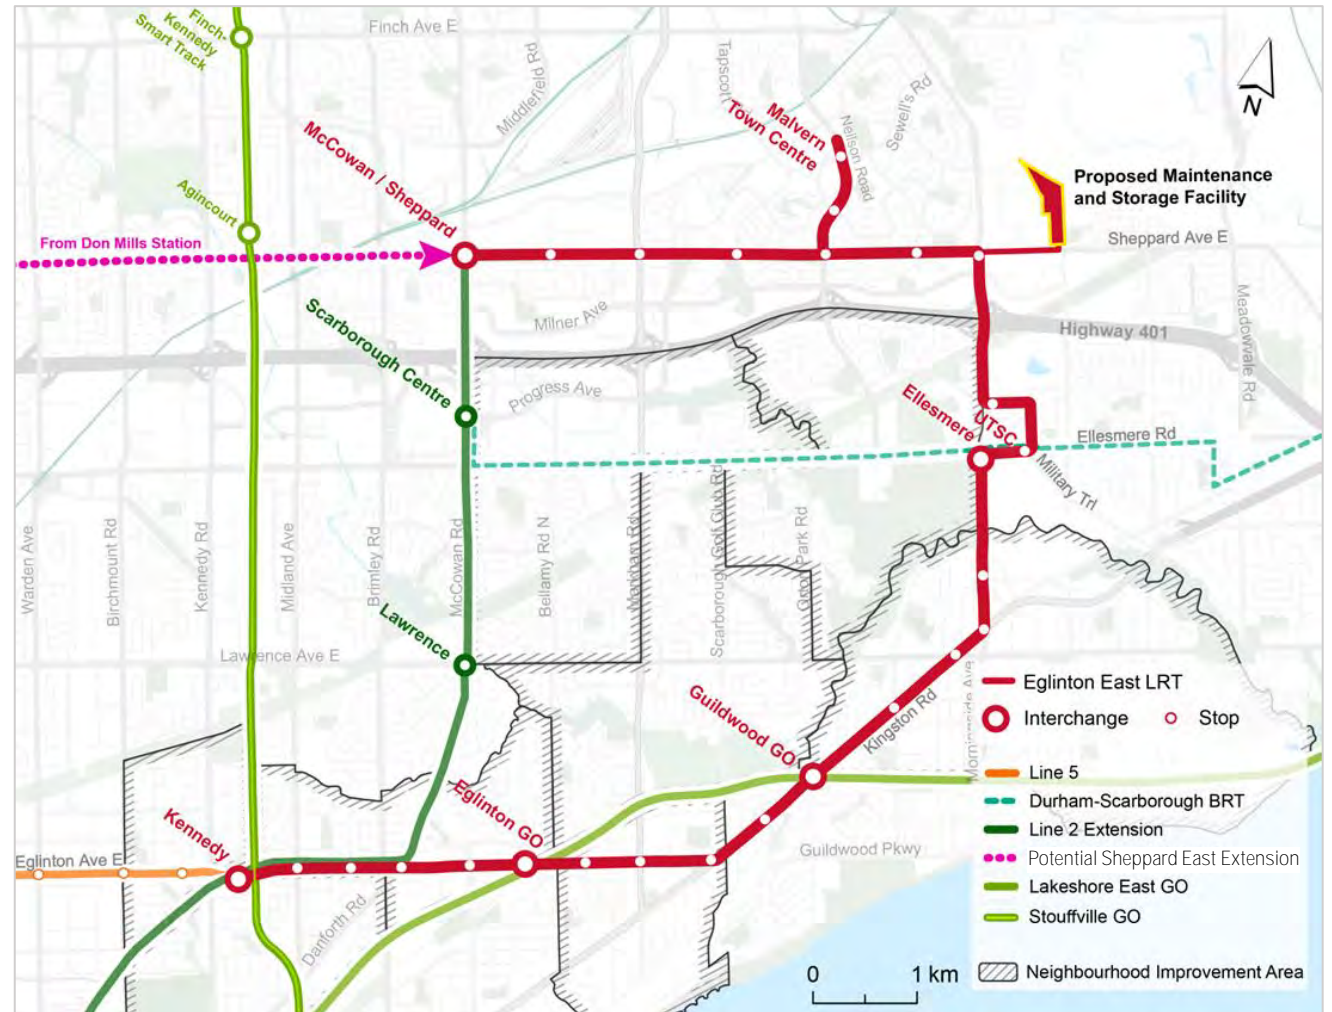 Finch-
Kennedy
Smart Track
Finch Ave E
Middlefield Rd
Tapscott
Sewell's Rd
Neilson Road
Malvern
Town Centre
N
McCowan / Sheppard
Agincourt
Proposed Maintenance
and Storage Facility
From Don Mills Station
Sheppard Ave E
Meadowvale Rd
Scarborough Centre
Milner Ave
Highway 401
Progress Ave
Ellesmere
UTSC
Ellesmere Rd
Military Trl
Warden Ave
Birchmount Rd
Kennedy Rd
Midland Ave
Brimley Rd
McCowan Rd
Bellamy Rd N
Markham Rd
Scarborough Golf Club Rd
Park Rd
Lawrence
Lawrence Ave E
Guildwood GO
Kingston Rd
Morningside Ave
Eglinton East LRT
Interchange
Stop
Line 5
Durham-Scarborough BRT
Line 2 Extension
Potential Sheppard East Extension
Lakeshore East GO
Stouffville GO
Neighbourhood Improvement Area
Kennedy
Eglinton GO
Eglinton Ave E
Danforth Rd
Guildwood Pkwy
0
1 km